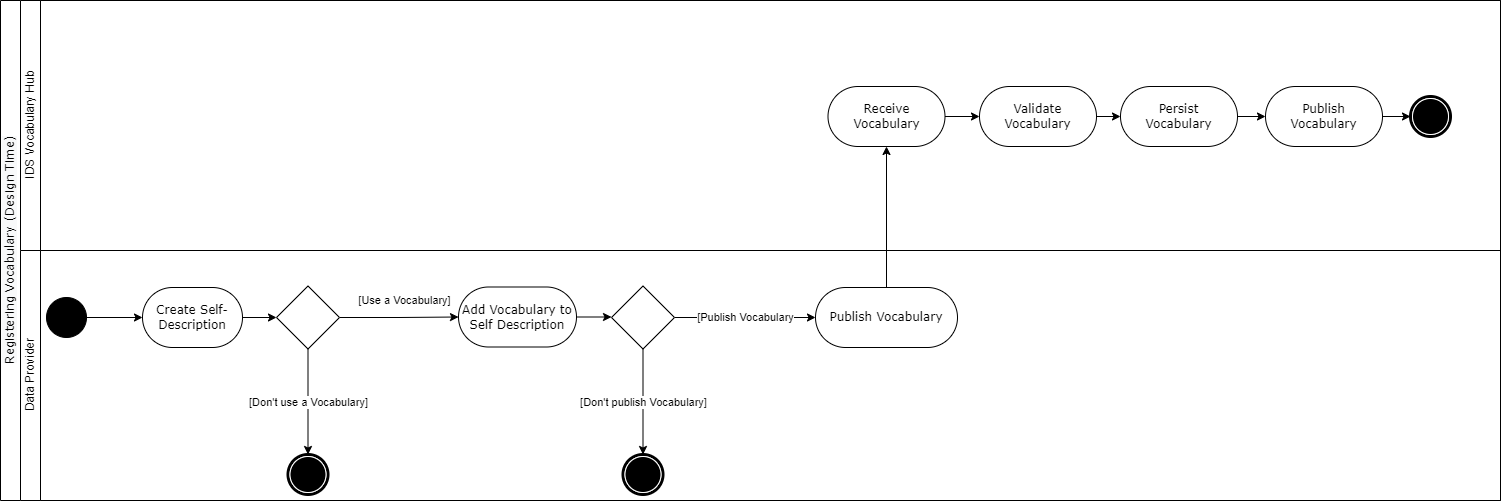 Registering Vocabulary (Design Time)
IDS Vocabulary Hub
Receive
Vocabulary
Validate
Vocabulary
Persist
Vocabulary
Publish
Vocabulary
Data Provider
Create Self-
Description
[Use a Vocabulary]
Add Vocabulary to
Self Description
[Publish Vocabulary
Publish Vocabulary
[Don't use a Vocabulary]
[Don't publish Vocabulary]